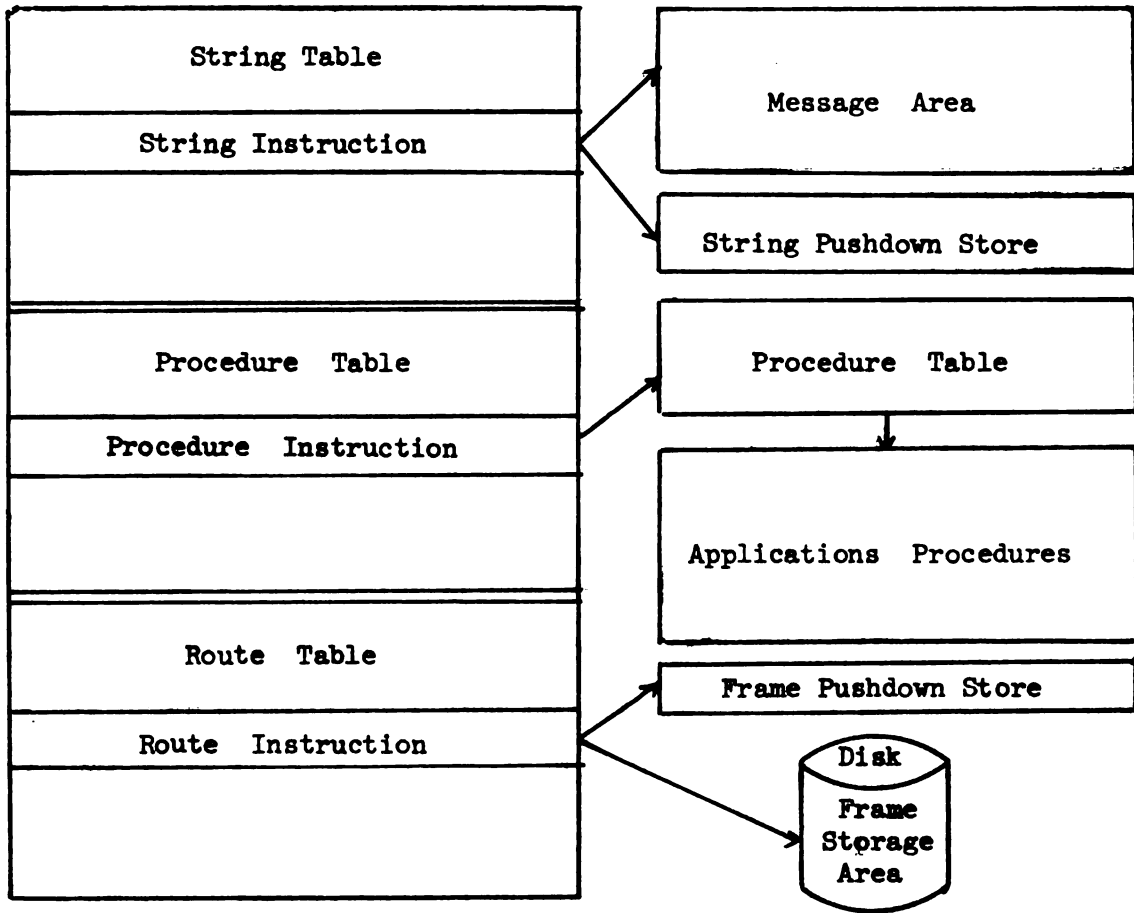 String Table
String Instruction
Procedure Table
Procedure Instruction
Route Table
Route Instruction
Message Area
String Pushdown Store
Procedure Table
Applications Procedures
Frame Pushdown Store
Disk
Frame
Storage
Area